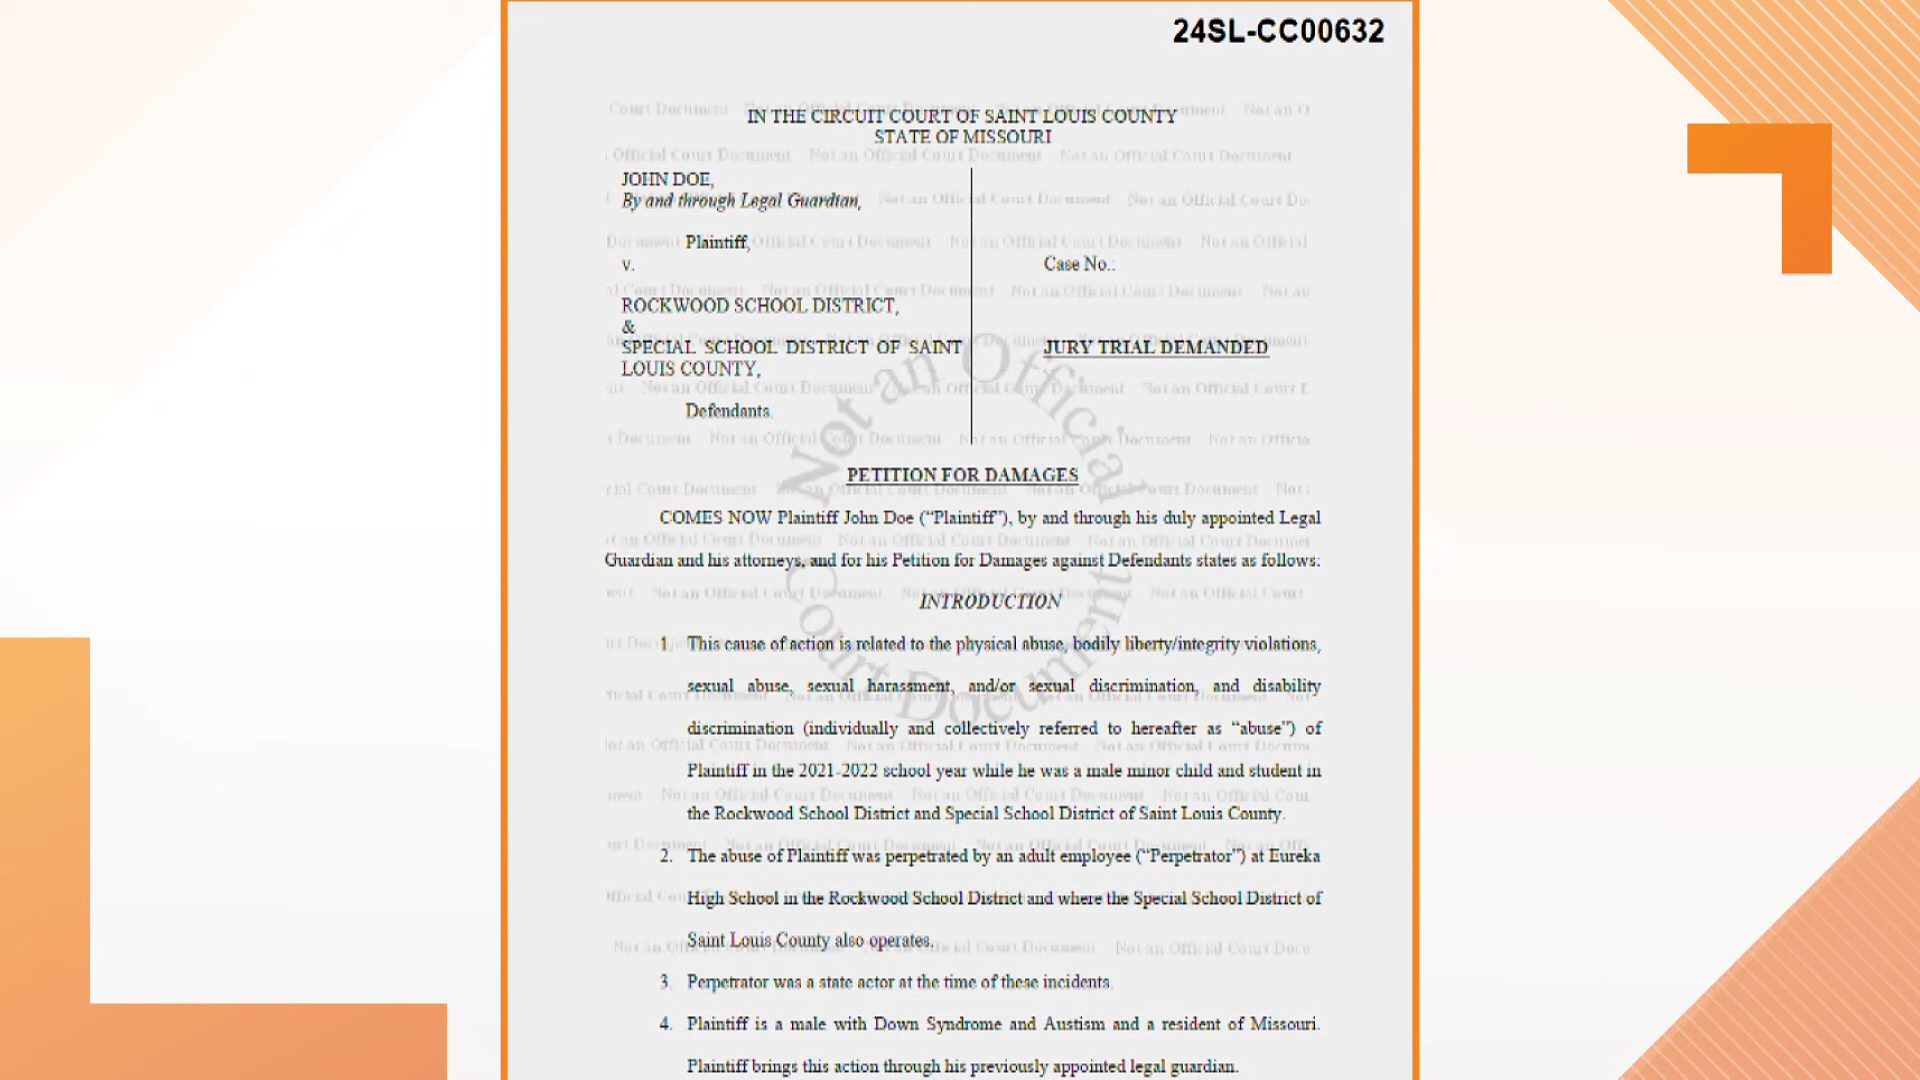 24SL-CC00632
IN THE CIRCUIT COURT OF SAINT LOUIS COUNTY
STATE OF MISSOURI
JOHN DOE,
By and through Legal Guardian,
Plaintiff,
v.
Case No.:
ROCKWOOD SCHOOL DISTRICT,
&
SPECIAL SCHOOL DISTRICT OF SAINT
LOUIS COUNTY,
JURY TRIAL DEMANDED
Defendants.
Not an Official Court Document
PETITION FOR DAMAGES
COMES NOW Plaintiff John Doe (“Plaintiff”), by and through his duly appointed Legal
Guardian and his attorneys, and for his Petition for Damages against Defendants states as follows:
INTRODUCTION
1. This cause of action is related to the physical abuse, bodily liberty/integrity violations,
sexual abuse, sexual harassment, and/or sexual discrimination, and disability
discrimination (individually and collectively referred to hereafter as “abuse”) of
Plaintiff in the 2021-2022 school year while he was a male minor child and student in
the Rockwood School District and Special School District of Saint Louis County.
2. The abuse of Plaintiff was perpetrated by an adult employee (“Perpetrator”) at Eureka
High School in the Rockwood School District and where the Special School District of
Saint Louis County also operates.
3. Perpetrator was a state actor at the time of these incidents.
4. Plaintiff is a male with Down Syndrome and Austism and a resident of Missouri.
Plaintiff brings this action through his previously appointed legal guardian.